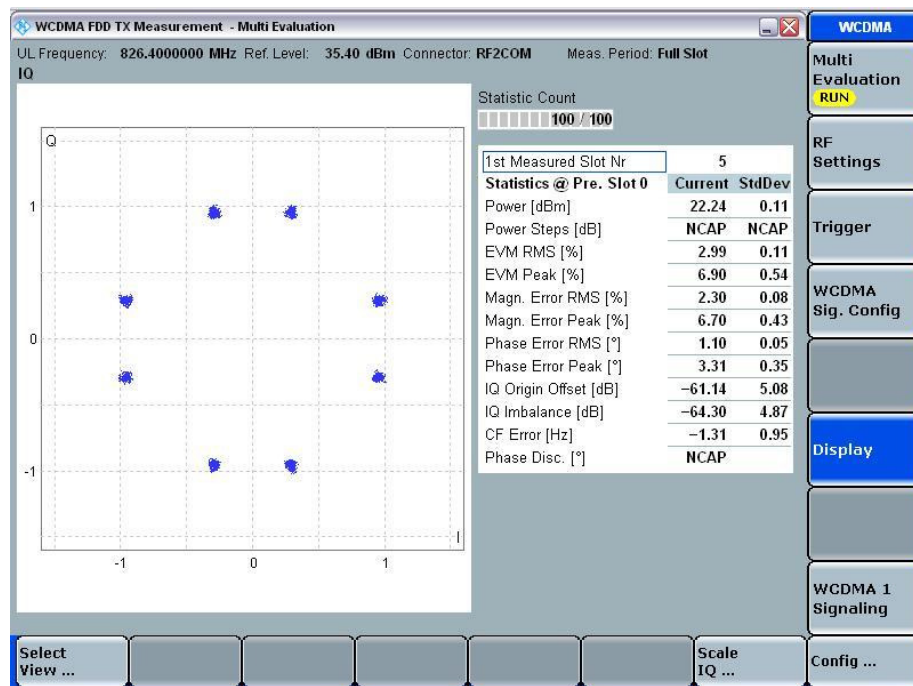 WCDMA FDD TX Measurement - Multi Evaluation
WCDMA
UL Frequency: 826.4000000 MHz Ref. Level: 35.40 dBm Connector: RF2COM Meas. Period: Full Slot
IQ
Multi
Evaluation
RUN
Statistic Count
100 / 100
Q
1
0
-1
-1 0 1
I
1st Measured Slot Nr 5
Statistics @ Pre. Slot 0 Current StdDev
Power [dBm] 22.24 0.11
Power Steps [dB] NCAP NCAP
EVM RMS [%] 2.99 0.11
EVM Peak [%] 6.90 0.54
Magn. Error RMS [%] 2.30 0.08
Magn. Error Peak [%] 6.70 0.43
Phase Error RMS [°] 1.10 0.05
Phase Error Peak [°] 3.31 0.35
IQ Origin Offset [dB] −61.14 5.08
IQ Imbalance [dB] −64.30 4.87
CF Error [Hz] −1.31 0.95
Phase Disc. [°] NCAP
RF
Settings
Trigger
WCDMA
Sig. Config
Display
WCDMA 1
Signaling
Select
View ...
Scale
IQ ...
Config ...